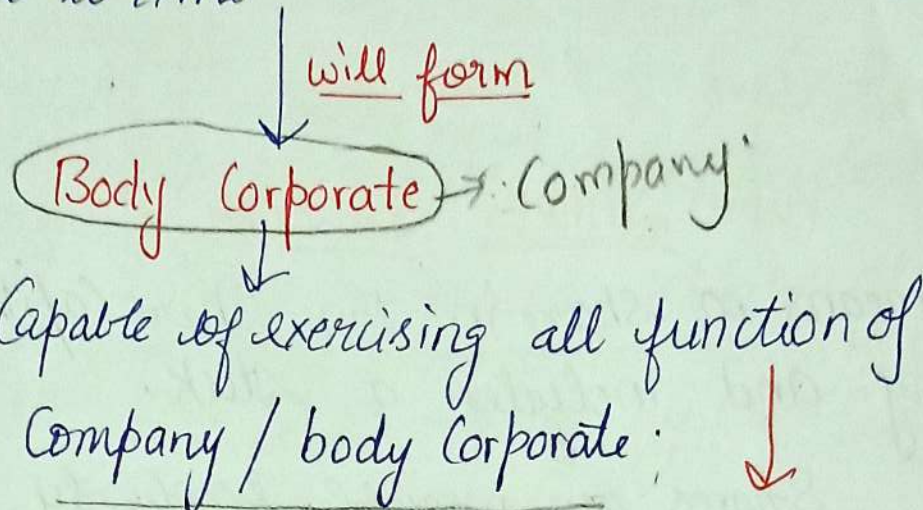 will form
Body Corporate → Company.
Capable of exercising all function of
Company / body Corporate.